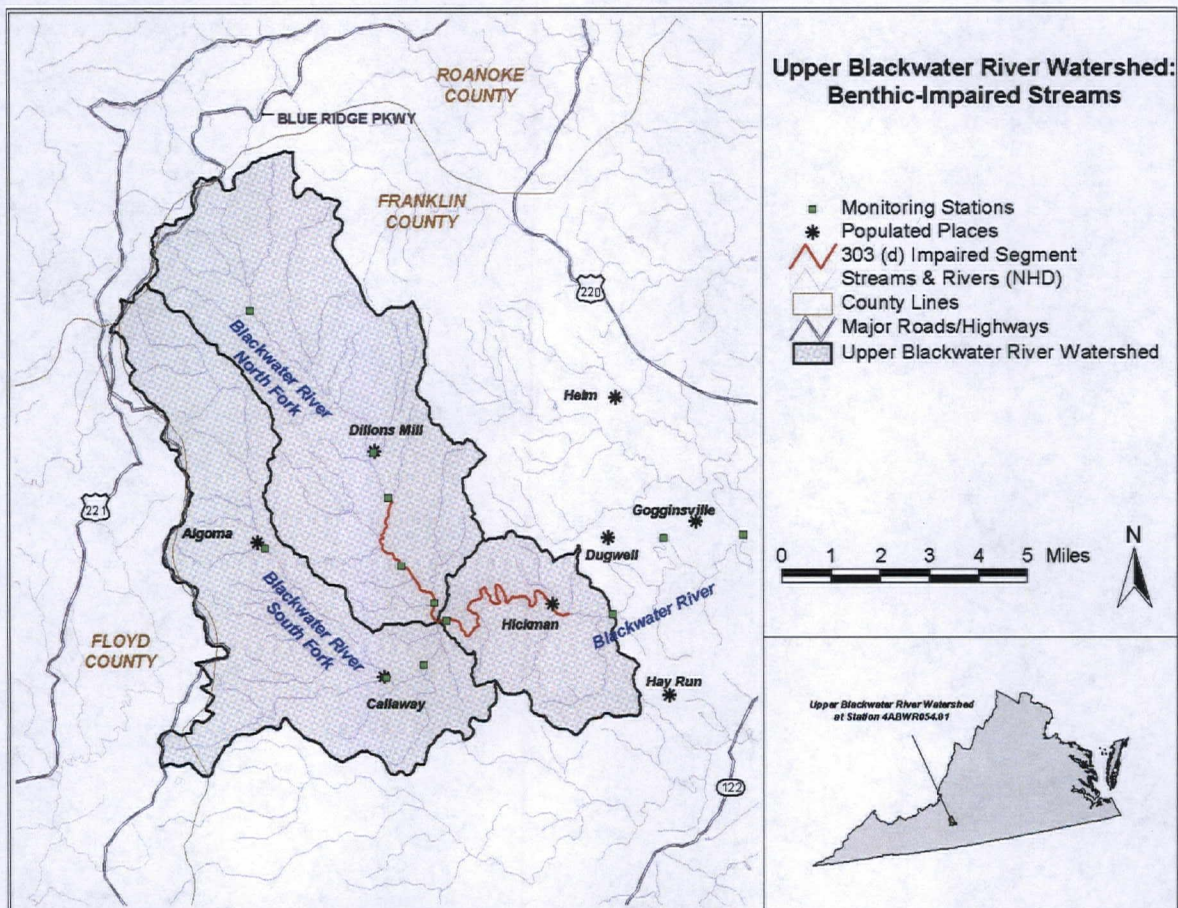 Upper Blackwater River Watershed:
Benthic-Impaired Streams
Monitoring Stations
Populated Places
303 (d) Impaired Segment
Streams & Rivers (NHD)
County Lines
Major Roads/Highways
Upper Blackwater River Watershed
0 1 2 3 4 5 Miles
N
Upper Blackwater River Watershed
at Station 4ABWR054.81
ROANOKE
COUNTY
BLUE RIDGE PKWY
FRANKLIN
COUNTY
220
Blackwater River
North Fork
Helm
Dillons Mill
221
Gogginsville
Algoma
Dugwell
Blackwater River
South Fork
Hickman
Blackwater River
FLOYD
COUNTY
Callaway
Hay Run
122